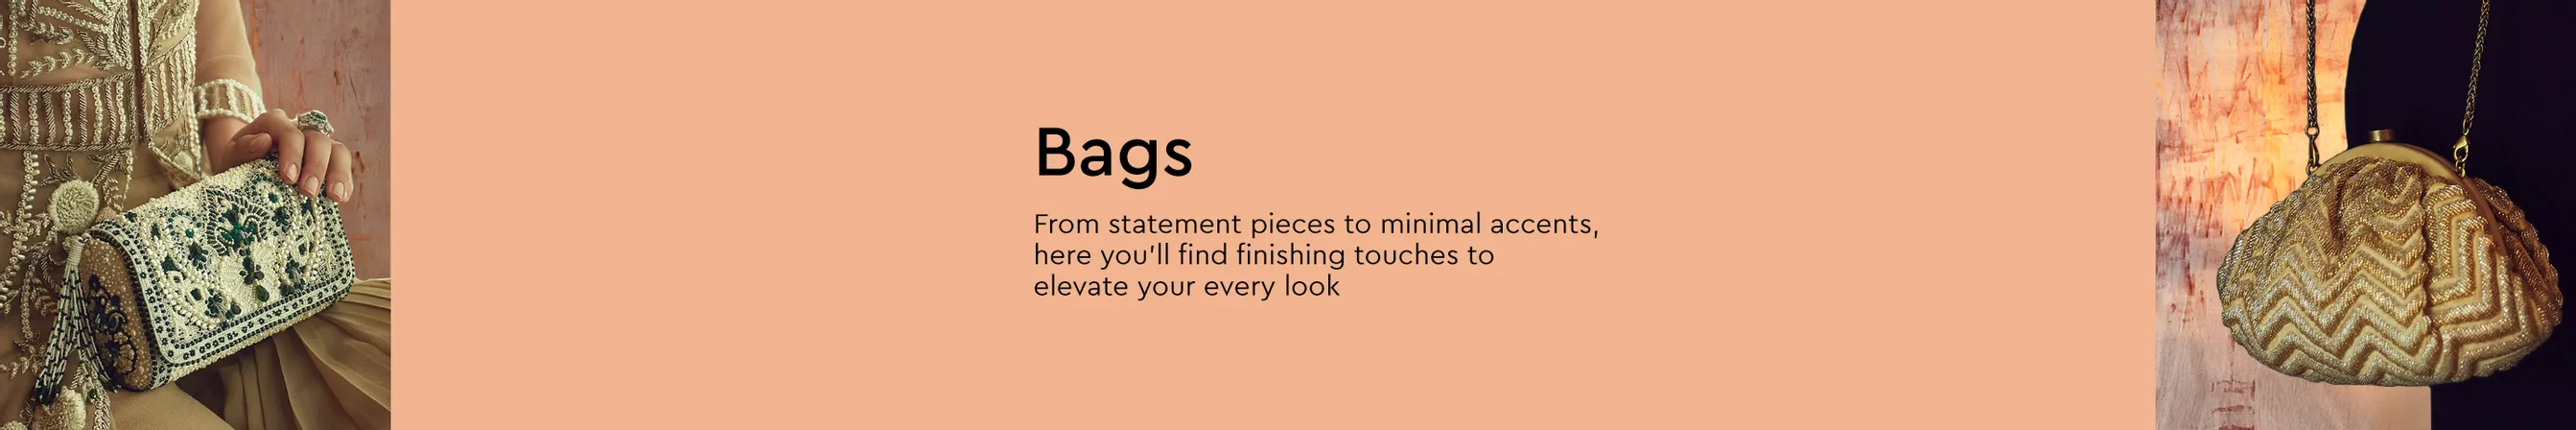 Bags
From statement pieces to minimal accents,
here you'll find finishing touches to
elevate your every look